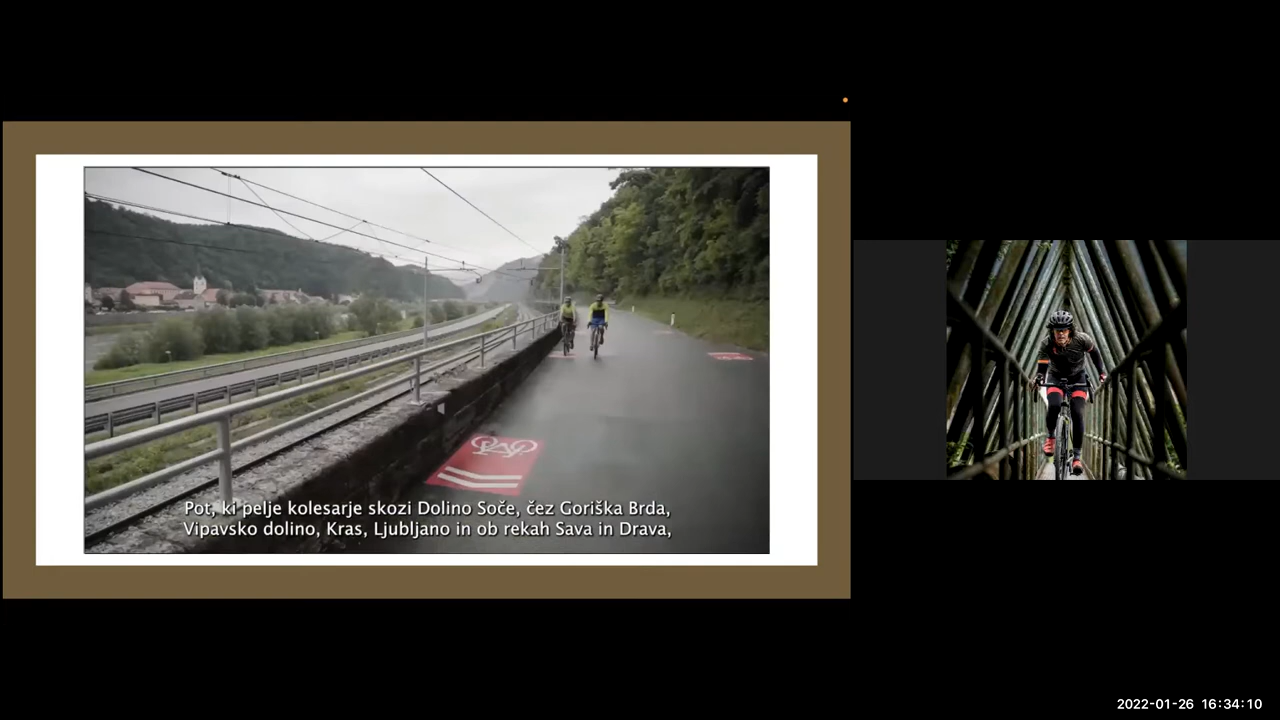 Pot, ki pelje kolesarje skozi Dolino Soče, čez Goriška Brda,
Vipavsko dolino, Kras, Ljubljano in ob rekah Sava in Drava,
2022-01-26 16:34:10